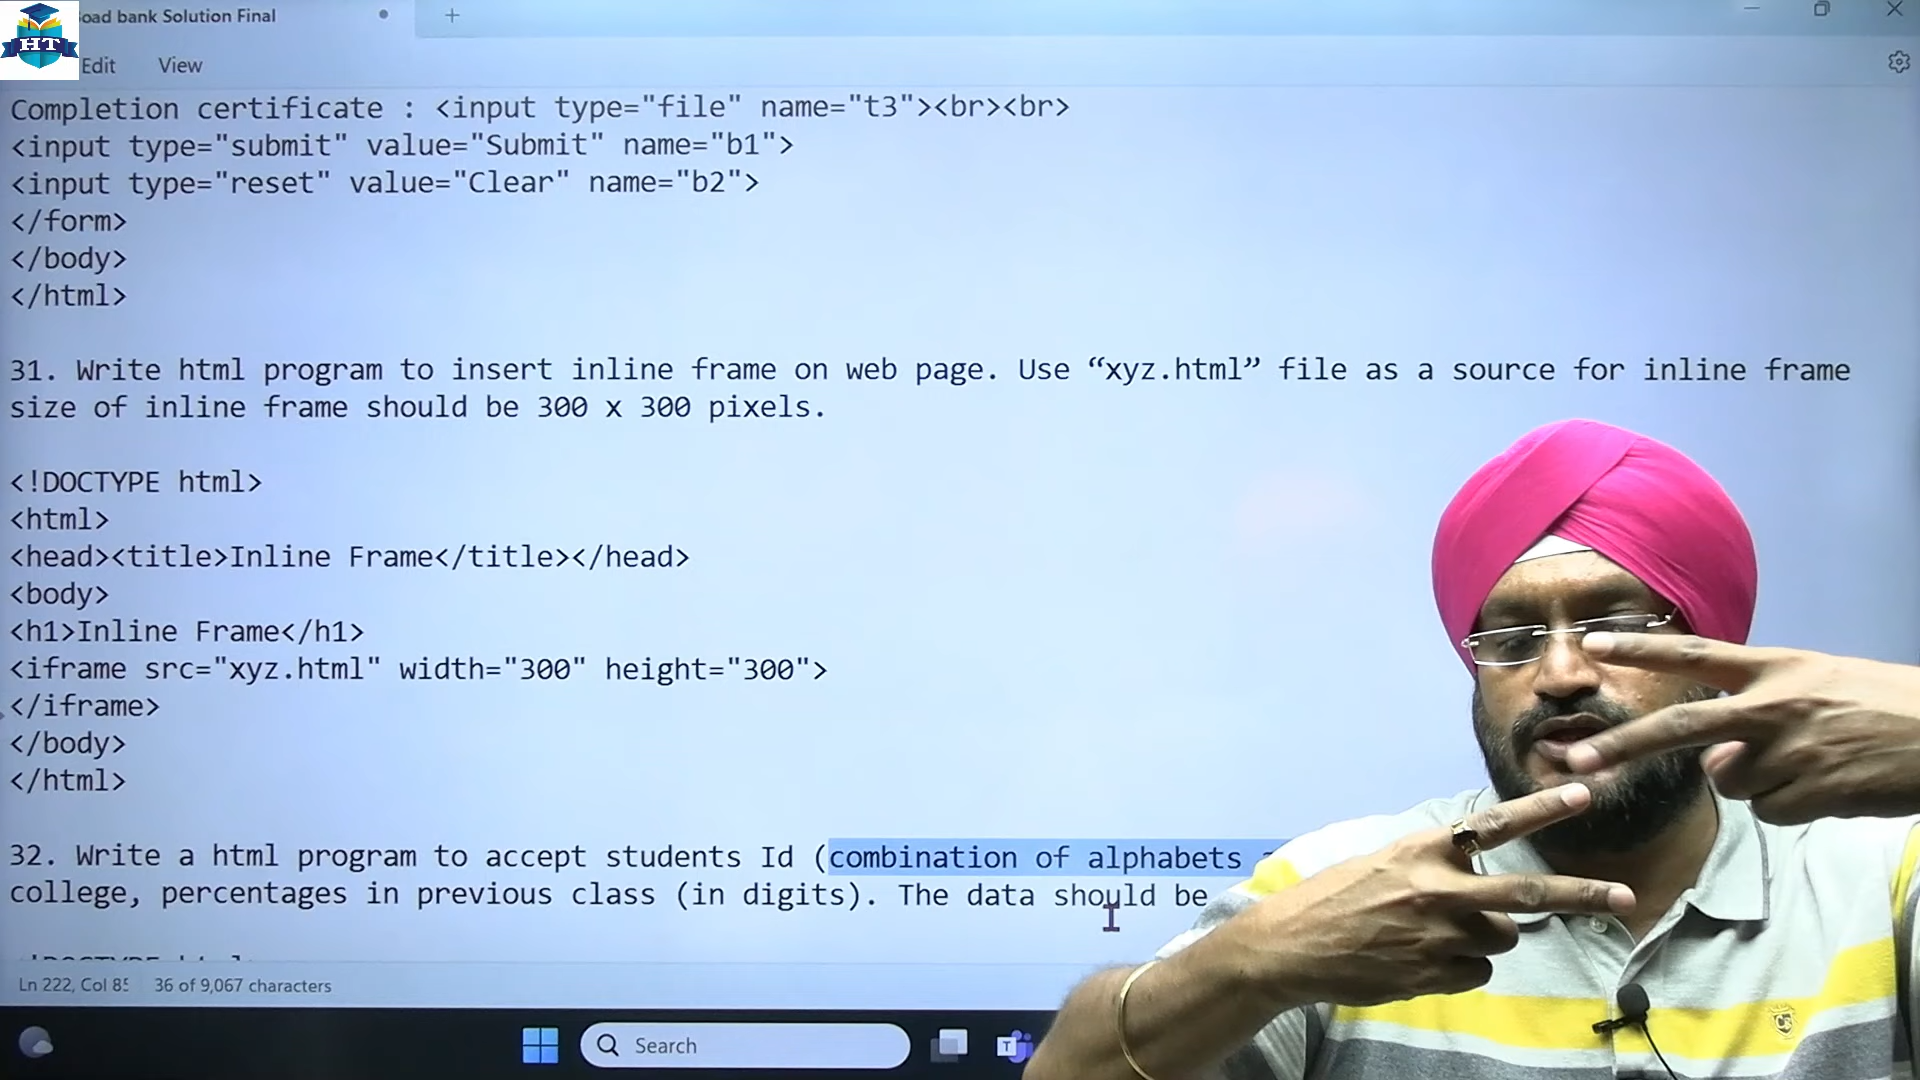 HT
oad bank Solution Final
Edit View
Completion certificate : <input type="file" name="t3"><br><br>
<input type="submit" value="Submit" name="b1">
<input type="reset" value="Clear" name="b2">
</form>
</body>
</html>
31. Write html program to insert inline frame on web page. Use “xyz.html” file as a source for inline frame
size of inline frame should be 300 x 300 pixels.
<!DOCTYPE html>
<html>
<head><title>Inline Frame</title></head>
<body>
<h1>Inline Frame</h1>
<iframe src="xyz.html" width="300" height="300">
</iframe>
</body>
</html>
32. Write a html program to accept students Id (combination of alphabets
college, percentages in previous class (in digits). The data should be
Ln 222, Col 85 36 of 9,067 characters
Search
T